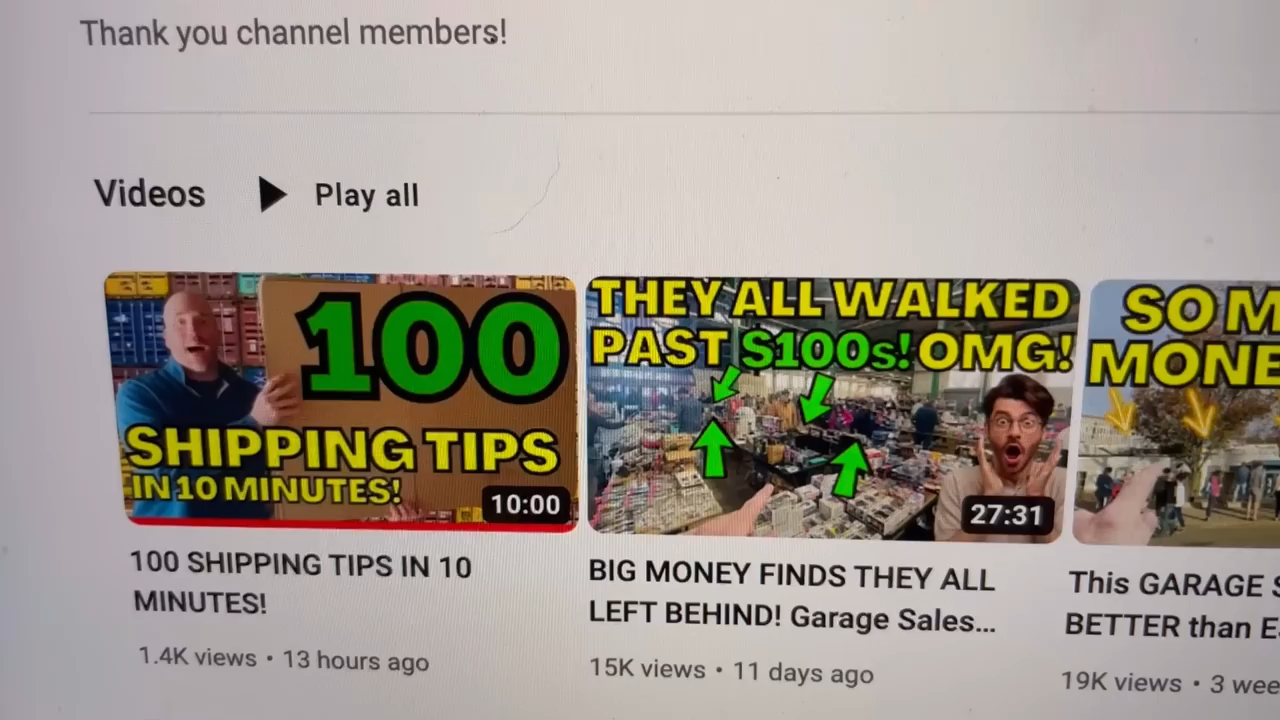 Thank you channel members!
Videos
Play all
100
SHIPPING TIPS
IN 10 MINUTES!
10:00
THEY ALL WALKED
PAST $100s! OMG!
27:31
SO M
MONE
100 SHIPPING TIPS IN 10
MINUTES!
1.4K views • 13 hours ago
BIG MONEY FINDS THEY ALL
LEFT BEHIND! Garage Sales...
15K views • 11 days ago
This GARAGE
BETTER than E
19K views • 3 wee